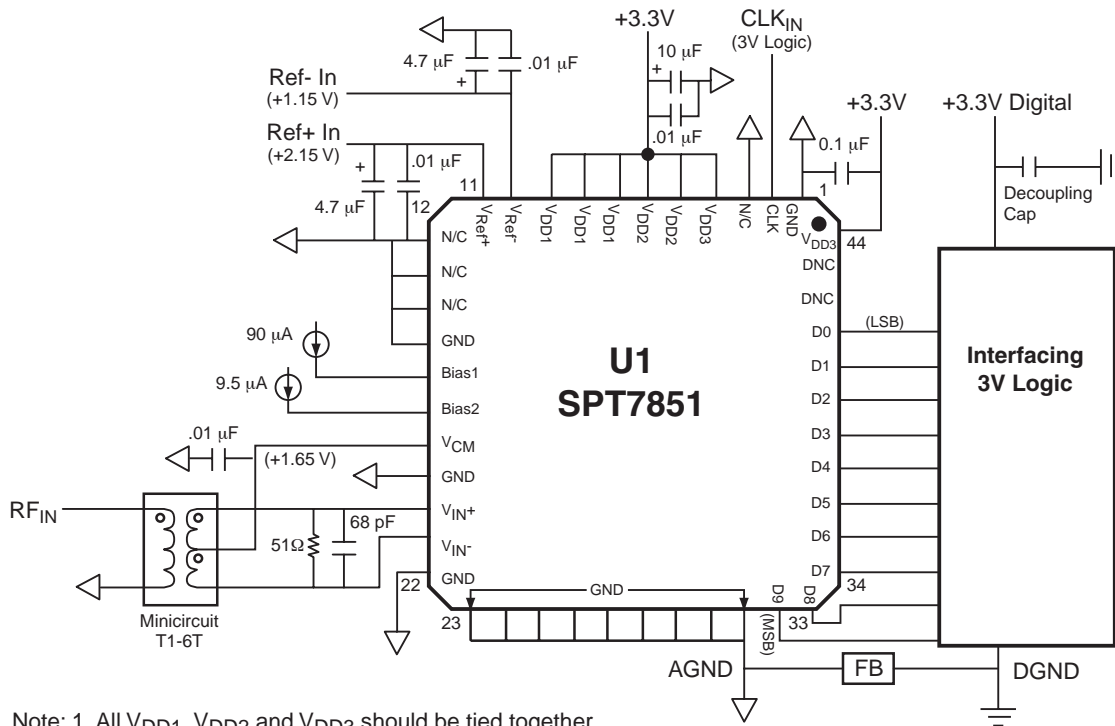 +3.3V
CLKIN
(3V Logic)
4.7 µF
.01 µF
+
10 µF
+
.01 µF
Ref- In
(+1.15 V)
Ref+ In
(+2.15 V)
+
.01 µF
4.7 µF
+3.3V
0.1 µF
+3.3V Digital
Decoupling
Cap
11
12
1
44
VRef+
VRef-
VDD1
VDD1
VDD1
VDD2
VDD2
VDD3
N/C
CLK
GND
VDD3
N/C
N/C
N/C
GND
Bias1
Bias2
VCM
GND
VIN+
VIN-
GND
90 µA
9.5 µA
.01 µF
(+1.65 V)
RFIN
51Ω
68 pF
Minicircuit
T1-6T
U1
SPT7851
DNC
DNC
D0
(LSB)
D1
D2
D3
D4
D5
D6
D7
D8
D9
(MSB)
Interfacing
3V Logic
22
23
GND
33
34
AGND
FB
DGND
Note: 1. All VDD1, VDD2 and VDD3 should be tied together.